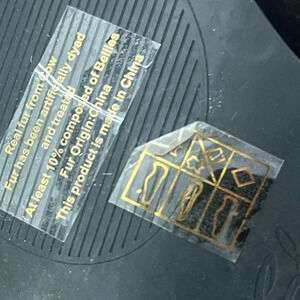 Real fur from Cow
Fur has been artificially dyed
and treated
At least 10% composed of Bellies
Fur Origin:China
This product is made in China